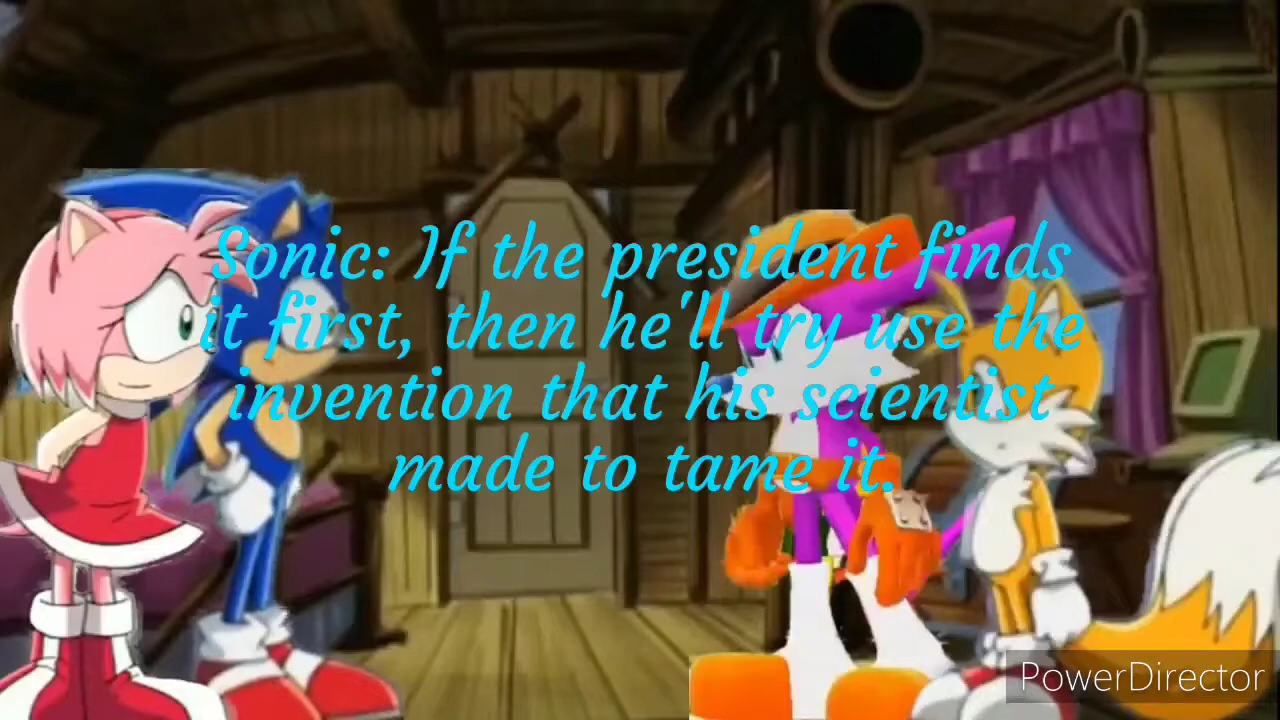 Sonic: If the president finds
it first, then he'll try use the
invention that his scientist
made to tame it.
PowerDirector